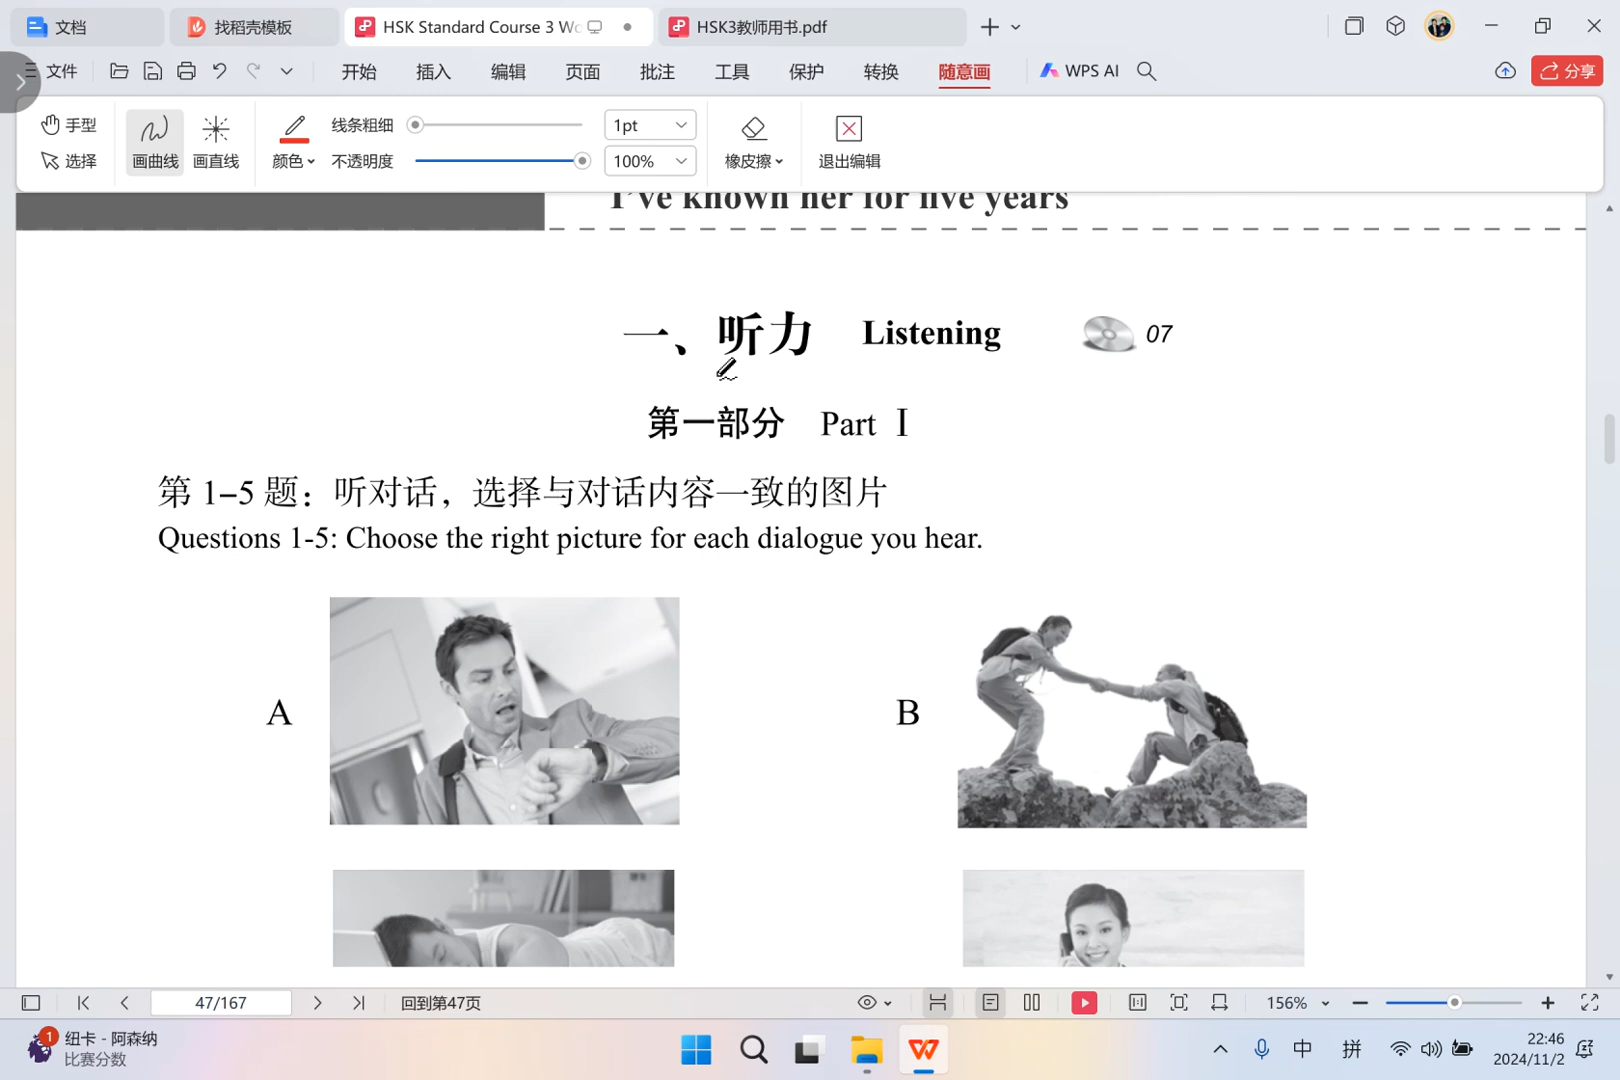 文档
找稻壳模板
HSK Standard Course 3 Wo
HSK3教师用书.pdf
文件
开始
插入
编辑
页面
批注
工具
保护
转换
随意画
WPS AI
分享
手型
选择
画曲线
画直线
颜色
线条粗细
1pt
不透明度
100%
橡皮擦
退出编辑
I've known her for five years
一、听力 Listening 07
第一部分 Part I
第 1–5 题：听对话，选择与对话内容一致的图片
Questions 1-5: Choose the right picture for each dialogue you hear.
A
B
47/167
回到第47页
156%
1
纽卡 - 阿森纳
比赛分数
中
拼
22:46
2024/11/2